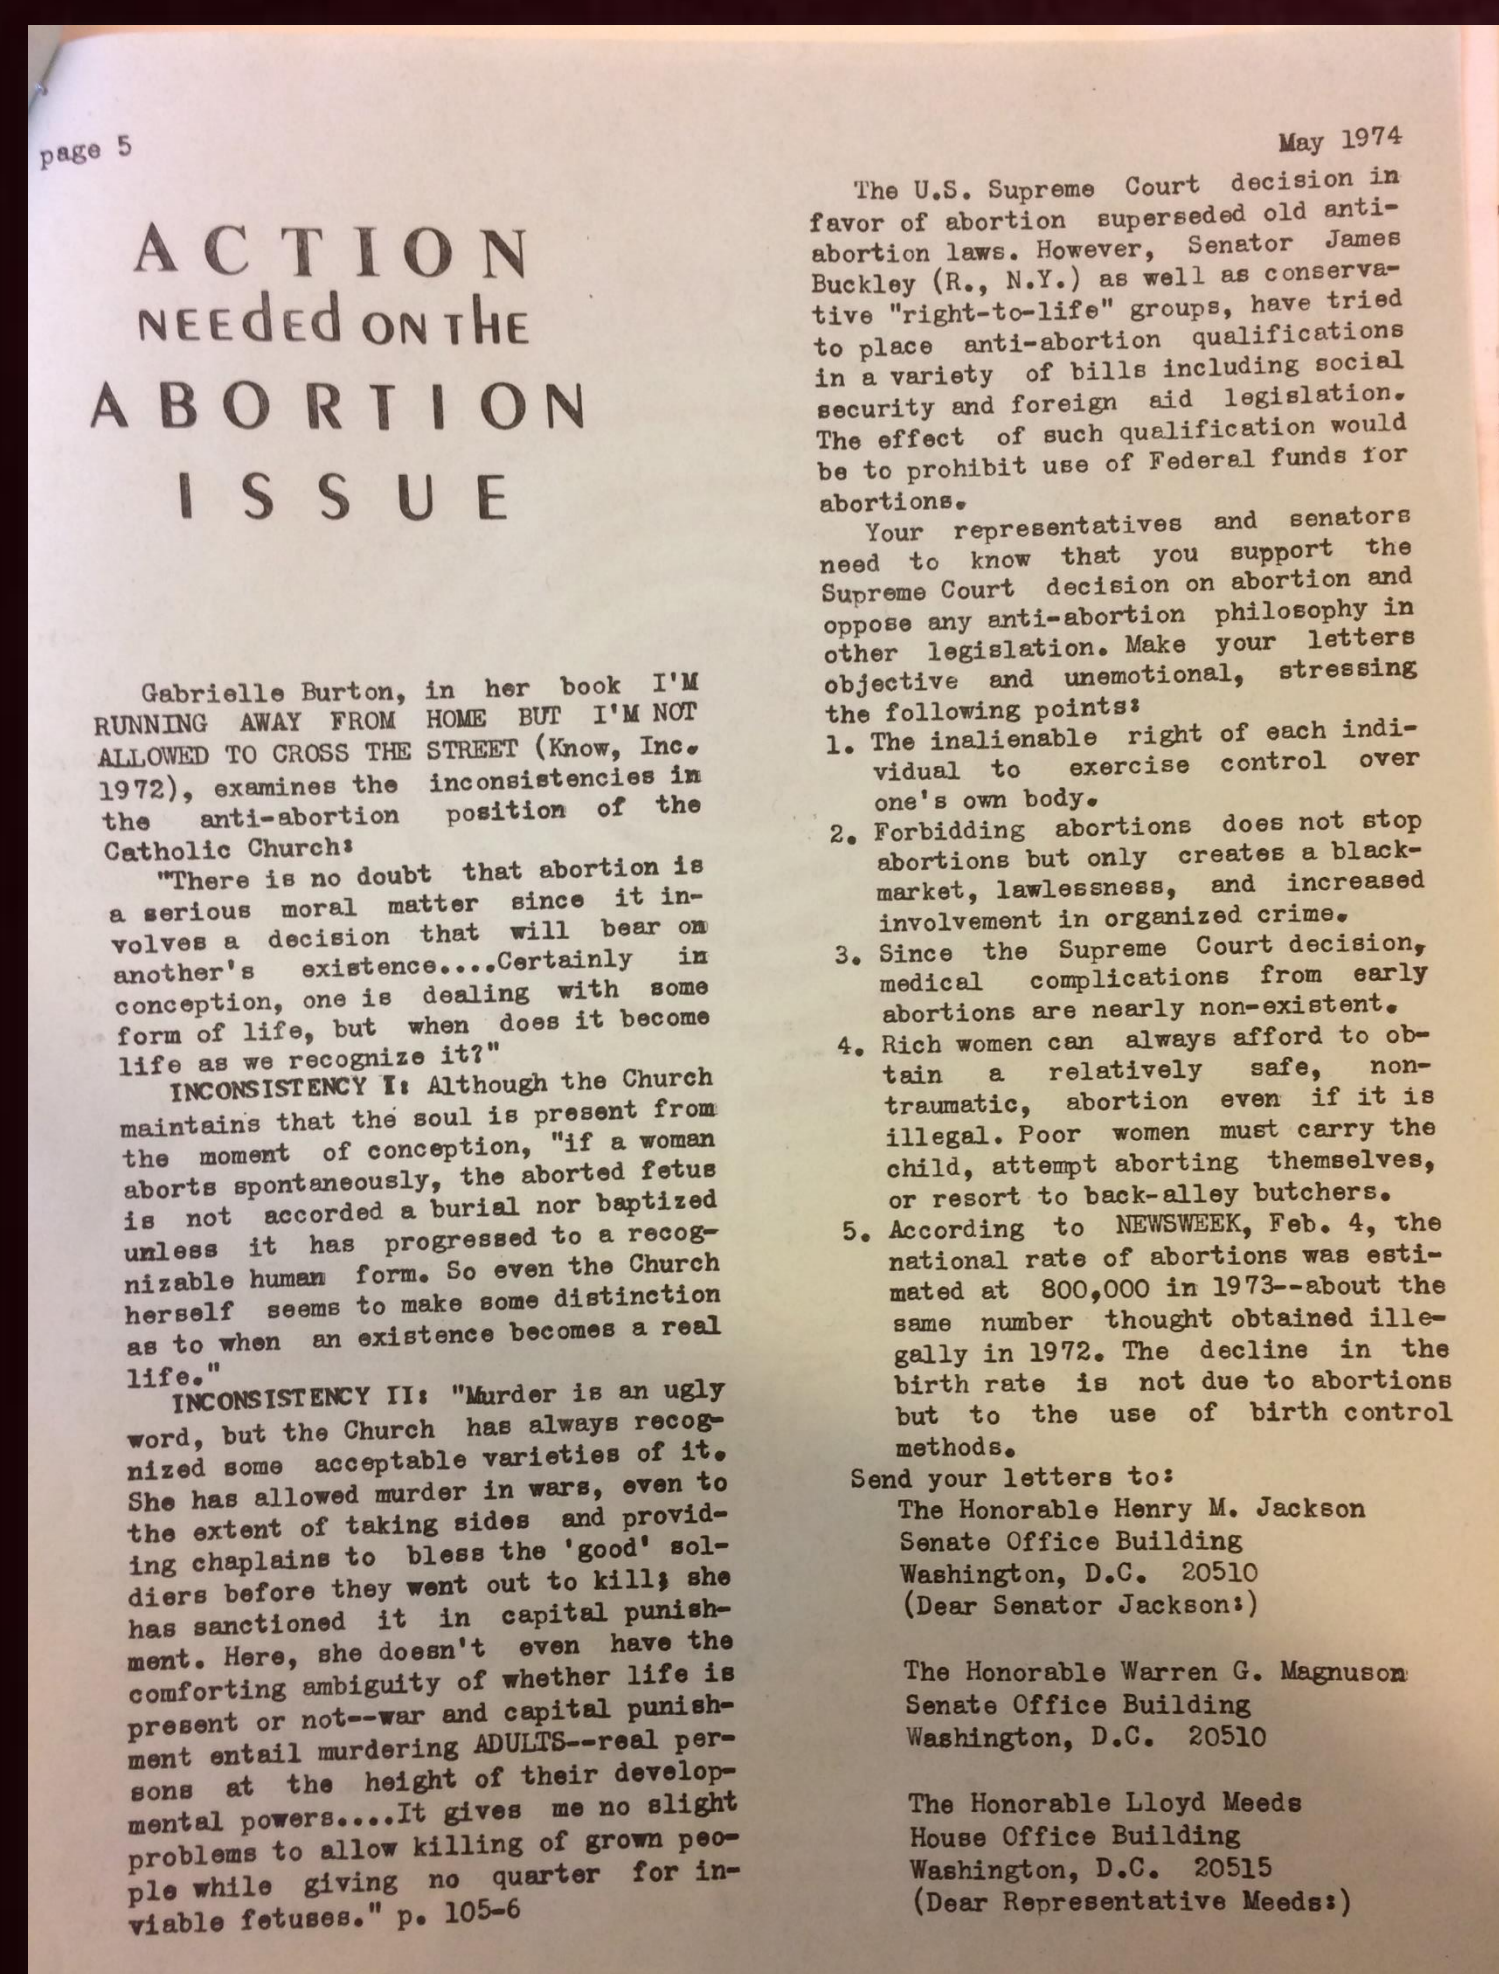 page 5
ACTION
NEEdEd ON ThE
ABORTION
ISSUE
Gabrielle Burton, in her book I'M
RUNNING AWAY FROM HOME BUT I'M NOT
ALLOWED TO CROSS THE STREET (Know, Inc.
1972), examines the inconsistencies in
the anti-abortion position of the
Catholic Church:
"There is no doubt that abortion is
a serious moral matter since it in-
volves a decision that will bear on
another's existence....Certainly in
conception, one is dealing with some
form of life, but when does it become
life as we recognize it?"
INCONSISTENCY I: Although the Church
maintains that the soul is present from
the moment of conception, "if a woman
aborts spontaneously, the aborted fetus
is not accorded a burial nor baptized
unless it has progressed to a recog-
nizable human form. So even the Church
herself seems to make some distinction
as to when an existence becomes a real
life."
INCONSISTENCY II: "Murder is an ugly
word, but the Church has always recog-
nized some acceptable varieties of it.
She has allowed murder in wars, even to
the extent of taking sides and provid-
ing chaplains to bless the 'good' sol-
diers before they went out to kill; she
has sanctioned it in capital punish-
ment. Here, she doesn't even have the
comforting ambiguity of whether life is
present or not--war and capital punish-
ment entail murdering ADULTS--real per-
sons at the height of their develop-
mental powers....It gives me no slight
problems to allow killing of grown peo-
ple while giving no quarter for in-
viable fetuses." p. 105-6
May 1974
The U.S. Supreme Court decision in
favor of abortion superseded old anti-
abortion laws. However, Senator James
Buckley (R., N.Y.) as well as conserva-
tive "right-to-life" groups, have tried
to place anti-abortion qualifications
in a variety of bills including social
security and foreign aid legislation.
The effect of such qualification would
be to prohibit use of Federal funds for
abortions.
Your representatives and senators
need to know that you support the
Supreme Court decision on abortion and
oppose any anti-abortion philosophy in
other legislation. Make your letters
objective and unemotional, stressing
the following points:
1. The inalienable right of each indi-
vidual to exercise control over
one's own body.
2. Forbidding abortions does not stop
abortions but only creates a black-
market, lawlessness, and increased
involvement in organized crime.
3. Since the Supreme Court decision,
medical complications from early
abortions are nearly non-existent.
4. Rich women can always afford to ob-
tain a relatively safe, non-
traumatic, abortion even if it is
illegal. Poor women must carry the
child, attempt aborting themselves,
or resort to back-alley butchers.
5. According to NEWSWEEK, Feb. 4, the
national rate of abortions was esti-
mated at 800,000 in 1973--about the
same number thought obtained ille-
gally in 1972. The decline in the
birth rate is not due to abortions
but to the use of birth control
methods.
Send your letters to:
The Honorable Henry M. Jackson
Senate Office Building
Washington, D.C. 20510
(Dear Senator Jackson:)
The Honorable Warren G. Magnuson
Senate Office Building
Washington, D.C. 20510
The Honorable Lloyd Meeds
House Office Building
Washington, D.C. 20515
(Dear Representative Meeds:)